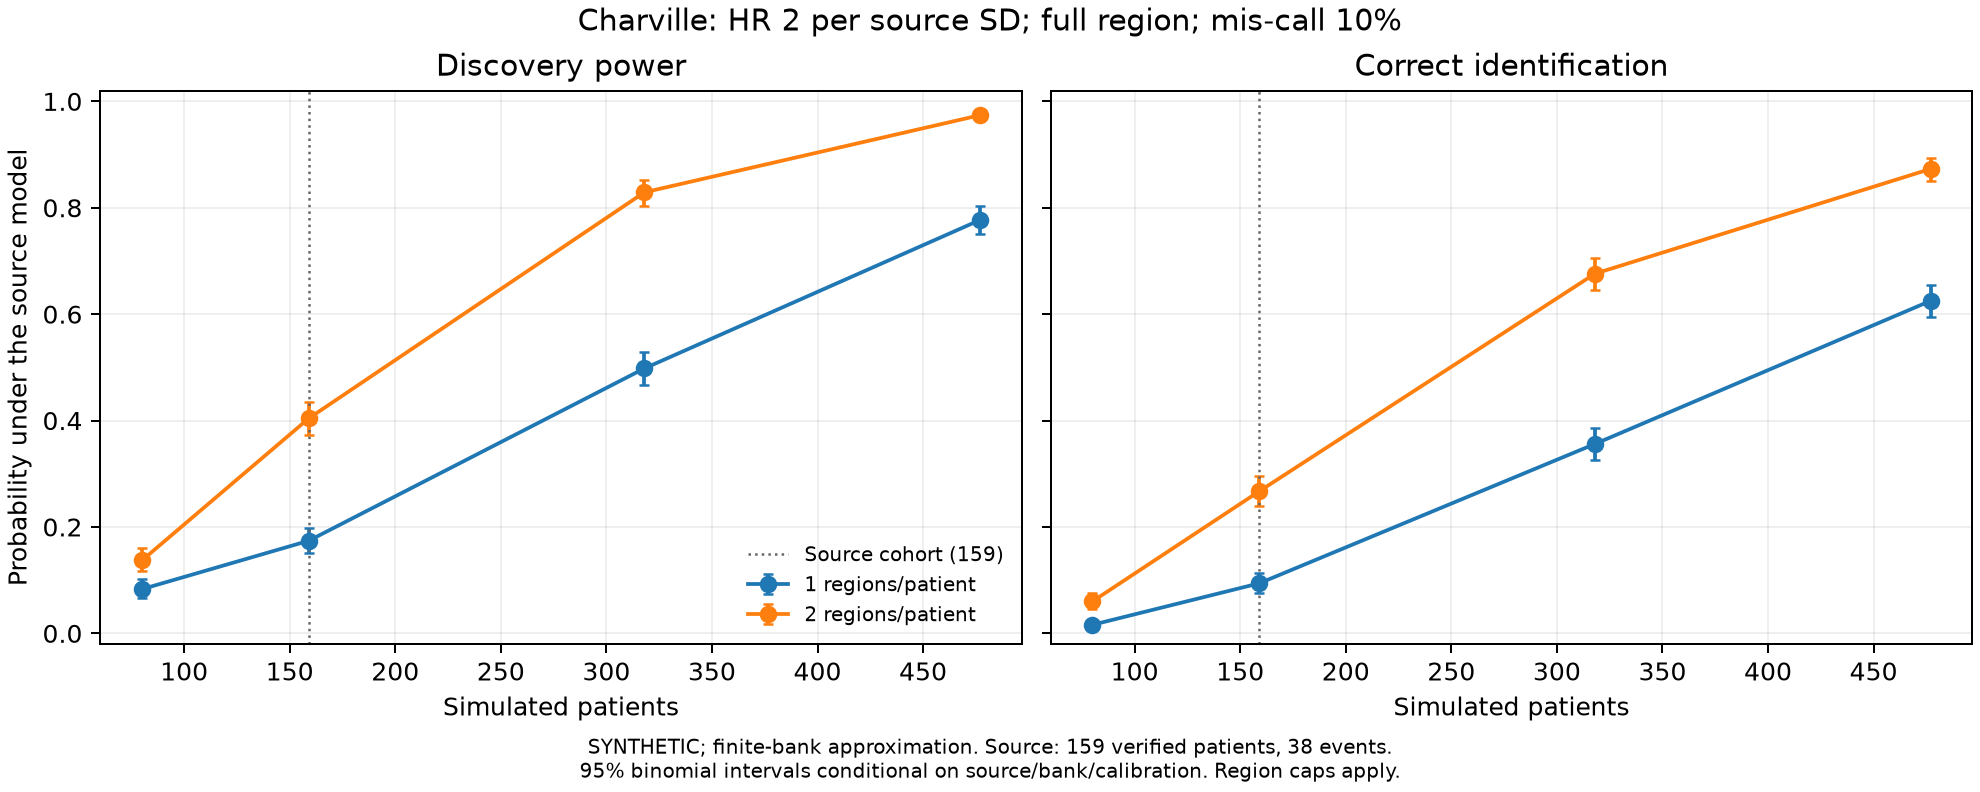 Charville: HR 2 per source SD; full region; mis-call 10%
Discovery power
Correct identification
Probability under the source model
1.0
0.8
0.6
0.4
0.2
0.0
Source cohort (159)
1 regions/patient
2 regions/patient
100 150 200 250 300 350 400 450
100 150 200 250 300 350 400 450
Simulated patients
Simulated patients
SYNTHETIC; finite-bank approximation. Source: 159 verified patients, 38 events.
95% binomial intervals conditional on source/bank/calibration. Region caps apply.